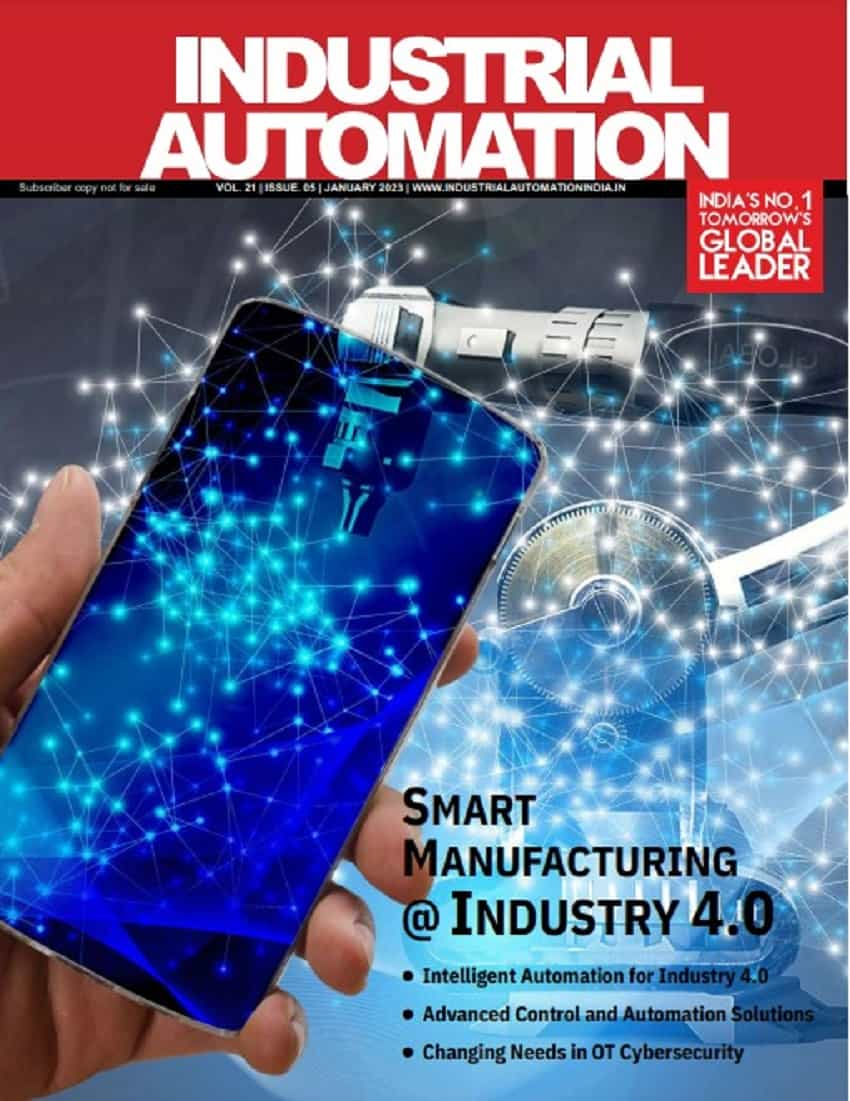 INDUSTRIAL
AUTOMATION
Subscriber copy not for sale
VOL. 21 | ISSUE. 05 | JANUARY 2023 | WWW.INDUSTRIALAUTOMATIONINDIA.IN
INDIA'S NO.1
TOMORROW'S
GLOBAL
LEADER
GLOBAL
SMART
MANUFACTURING
@ INDUSTRY 4.0
• Intelligent Automation for Industry 4.0
• Advanced Control and Automation Solutions
• Changing Needs in OT Cybersecurity